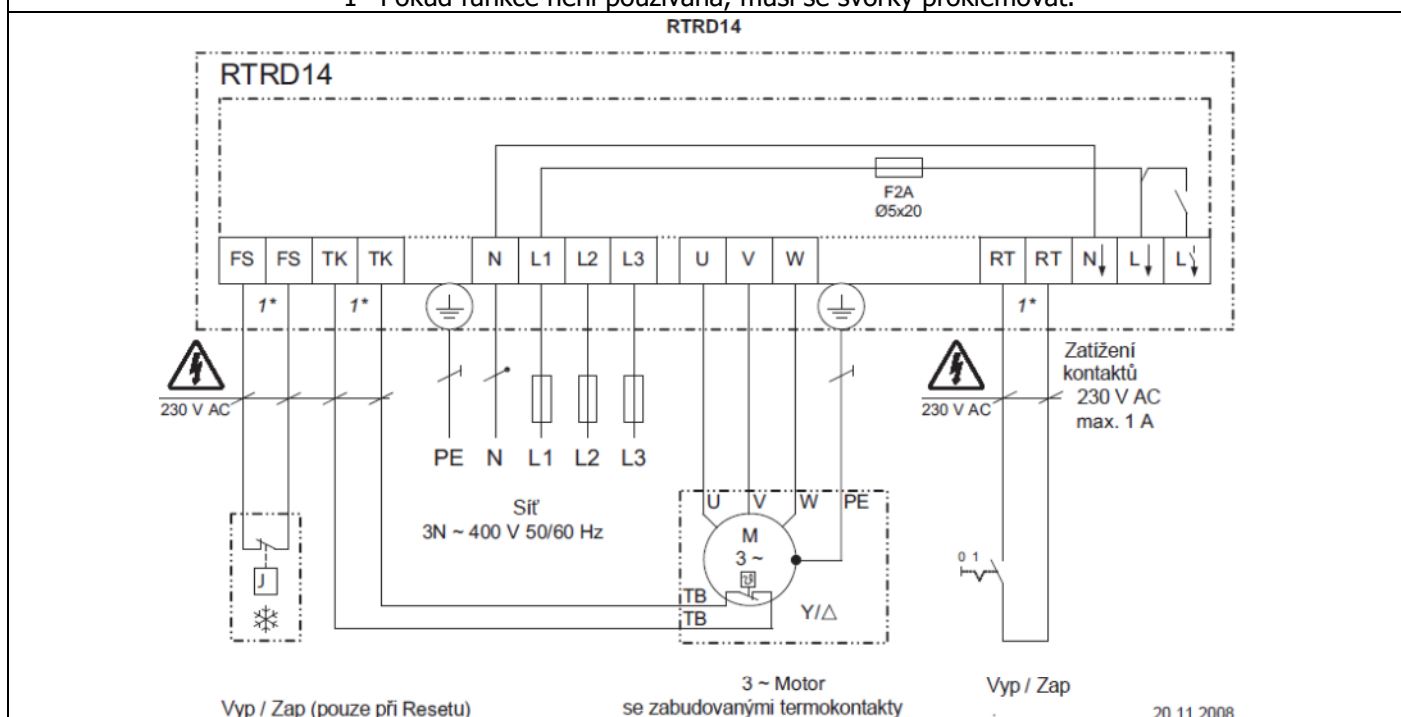 1* Pokud funkce není používána, musí se svorky proklemovat.
RTRD14
RTRD14
F2A
Ø5x20
FS FS TK TK N L1 L2 L3 U V W RT RT N L L
1* 1* 1*
230 V AC
230 V AC
Zatížení
kontaktů
230 V AC
max. 1 A
PE N L1 L2 L3
Síť
3N ~ 400 V 50/60 Hz
U V W PE
M
3 ~
ϑ
TB
TB
Y/△
J
0 1
3 ~ Motor
se zabudovanými termokontakty
Vyp / Zap (pouze při Resetu)
Vyp / Zap
20.11.2008